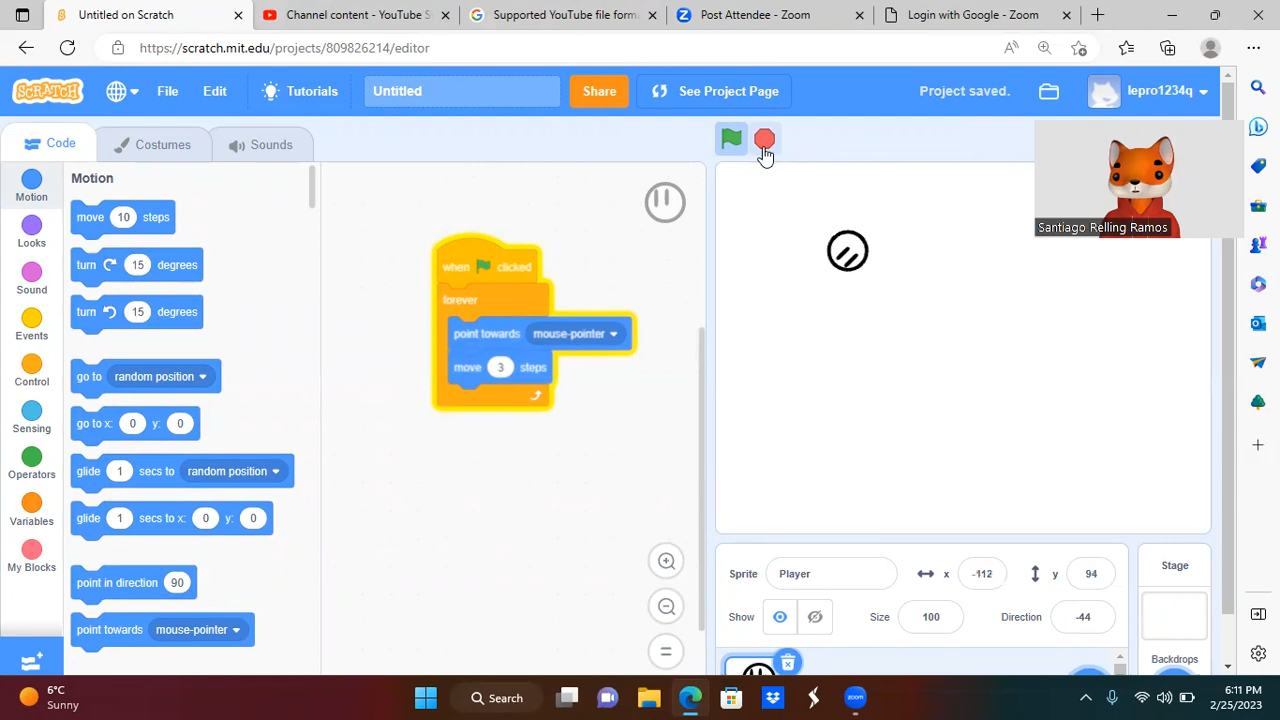 Untitled on Scratch
Channel content - YouTube S
Supported YouTube file form
Post Attendee - Zoom
Login with Google - Zoom
https://scratch.mit.edu/projects/809826214/editor
SCRATCH
File
Edit
Tutorials
Untitled
Share
See Project Page
Project saved.
lepro1234q
Code
Costumes
Sounds
Motion
Looks
Sound
Events
Control
Sensing
Operators
Variables
My Blocks
Motion
move 10 steps
turn 15 degrees
turn 15 degrees
go to random position
go to x: 0 y: 0
glide 1 secs to random position
glide 1 secs to x: 0 y: 0
point in direction 90
point towards mouse-pointer
when clicked
forever
point towards mouse-pointer
move 3 steps
Santiago Relling Ramos
Sprite Player x -112 y 94
Show Size 100 Direction -44
Stage
Backdrops
6°C
Sunny
Search
6:11 PM
2/25/2023